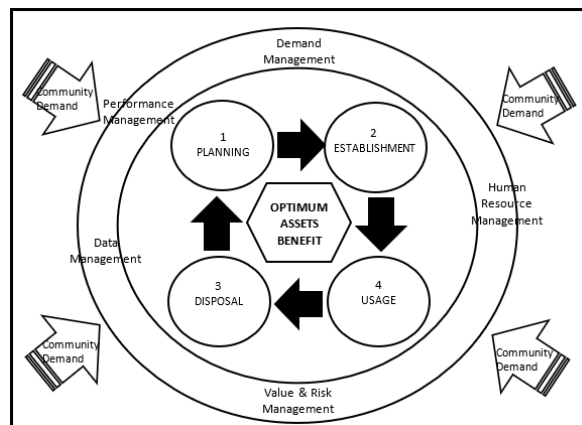 Demand
Management
Community
Demand
Community
Demand
Performance
Management
1
PLANNING
2
ESTABLISHMENT
OPTIMUM
ASSETS
BENEFIT
Human
Resource
Management
Data
Management
3
DISPOSAL
4
USAGE
Community
Demand
Community
Demand
Value & Risk
Management